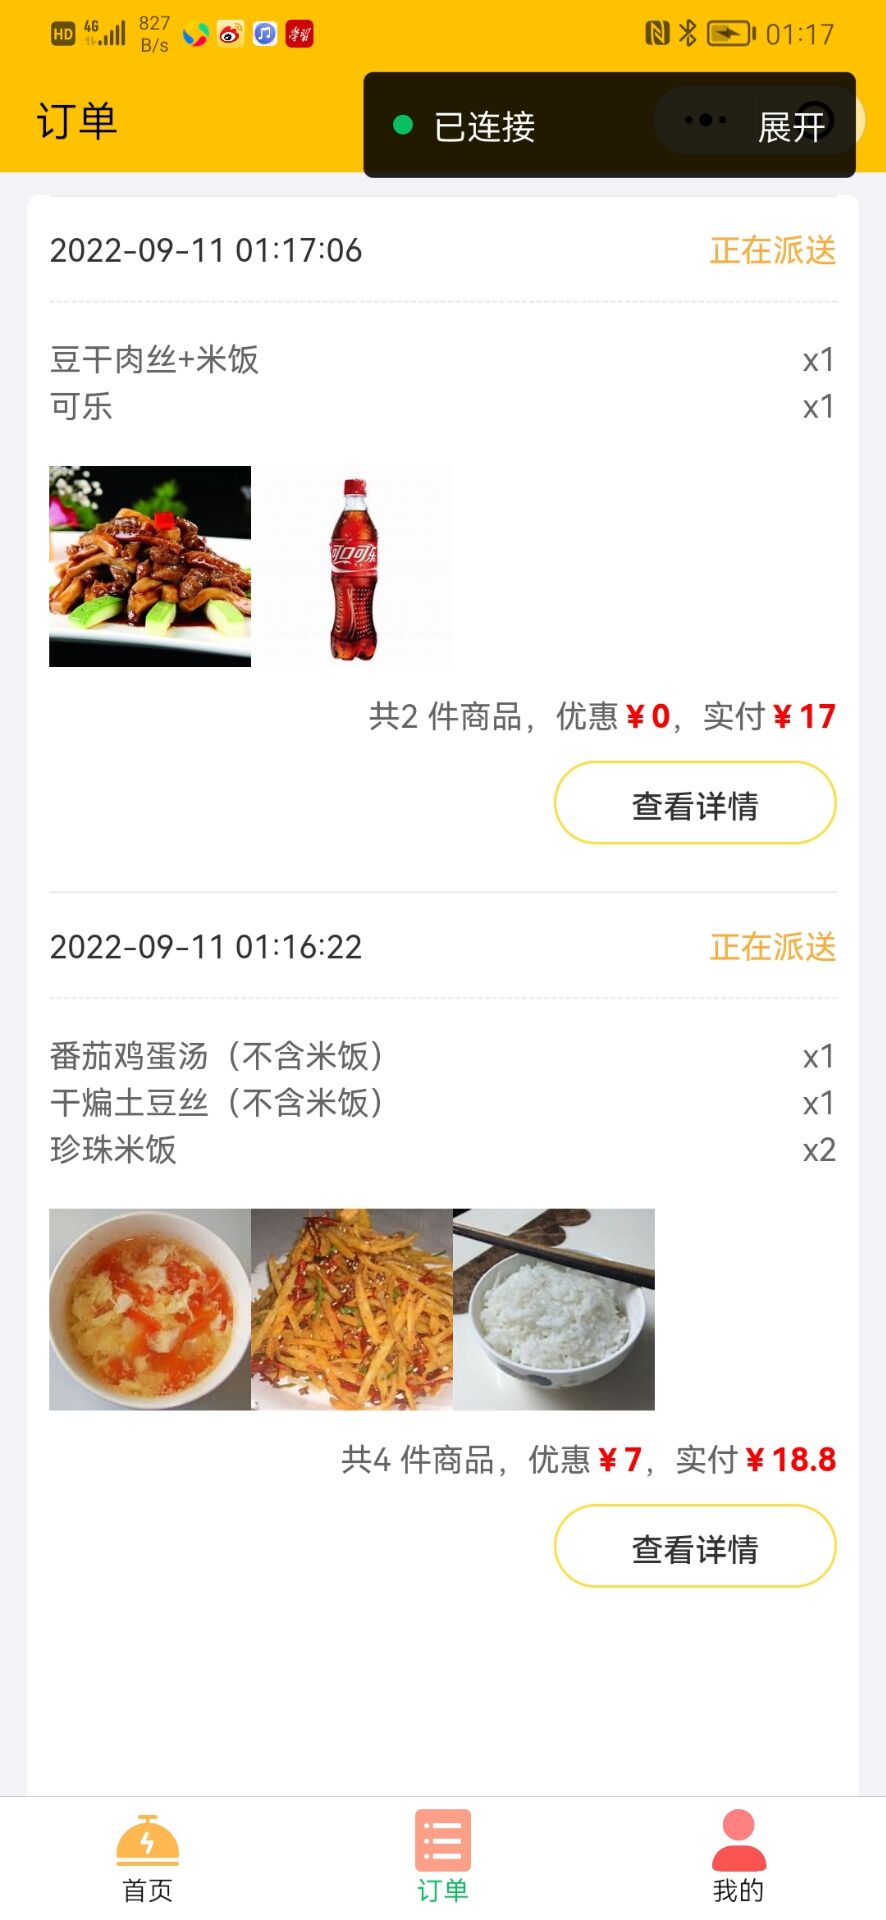 HD 4G 827 B/s 学习 01:17
订单
已连接 展开
2022-09-11 01:17:06 正在派送
豆干肉丝+米饭 x1
可乐 x1
可口可乐
共2 件商品，优惠 ¥ 0，实付 ¥ 17
查看详情
2022-09-11 01:16:22 正在派送
番茄鸡蛋汤（不含米饭） x1
干煸土豆丝（不含米饭） x1
珍珠米饭 x2
共4 件商品，优惠 ¥ 7，实付 ¥ 18.8
查看详情
首页 订单 我的